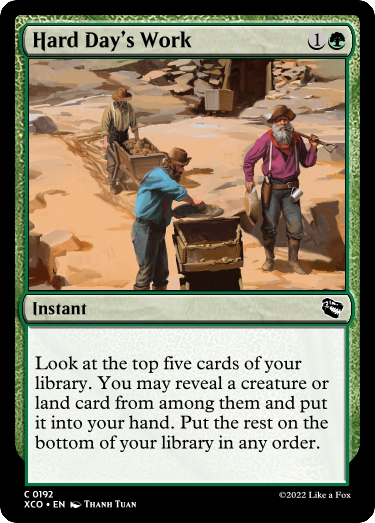 Hard Day's Work 1
Instant
Look at the top five cards of your
library. You may reveal a creature or
land card from among them and put
it into your hand. Put the rest on the
bottom of your library in any order.
C 0192
XCO • EN Thanh Tuan
©2022 Like a Fox